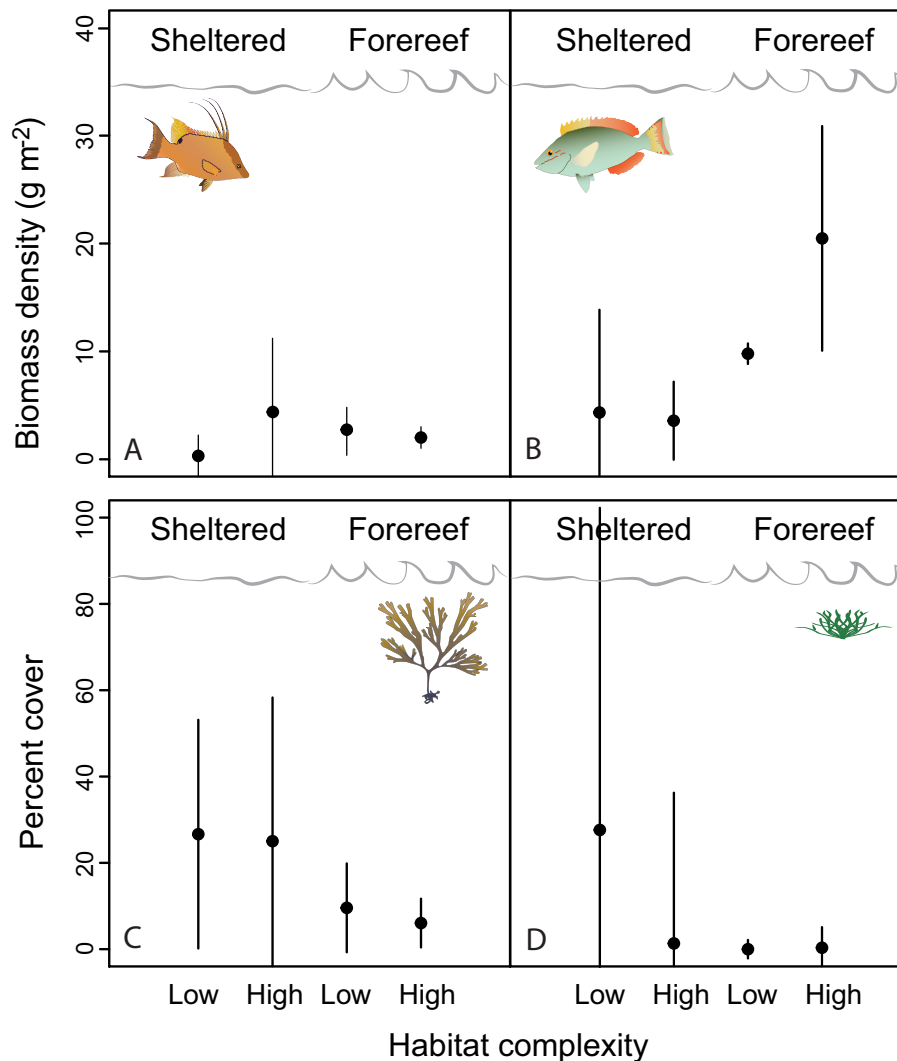 Sheltered Forereef
Sheltered Forereef
40
30
20
10
0
Biomass density (g m-2)
A
B
Sheltered Forereef
Sheltered Forereef
100
80
60
40
20
0
Percent cover
C
D
Low High Low High
Low High Low High
Habitat complexity